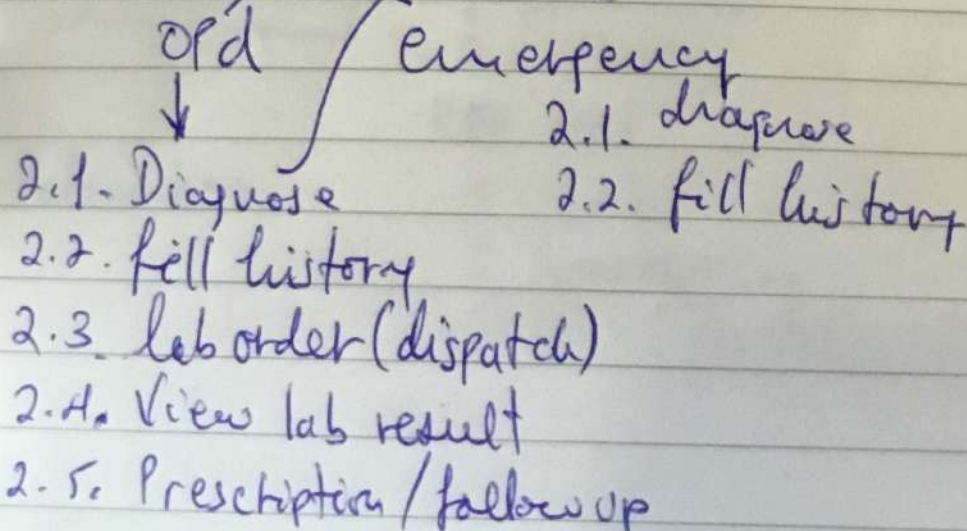 opd / emergency
↓
2.1. Diagnose
2.2. fill history
2.3. lab order (dispatch)
2.4. View lab result
2.5. Prescription / follow up
2.1. diagnose
2.2. fill history